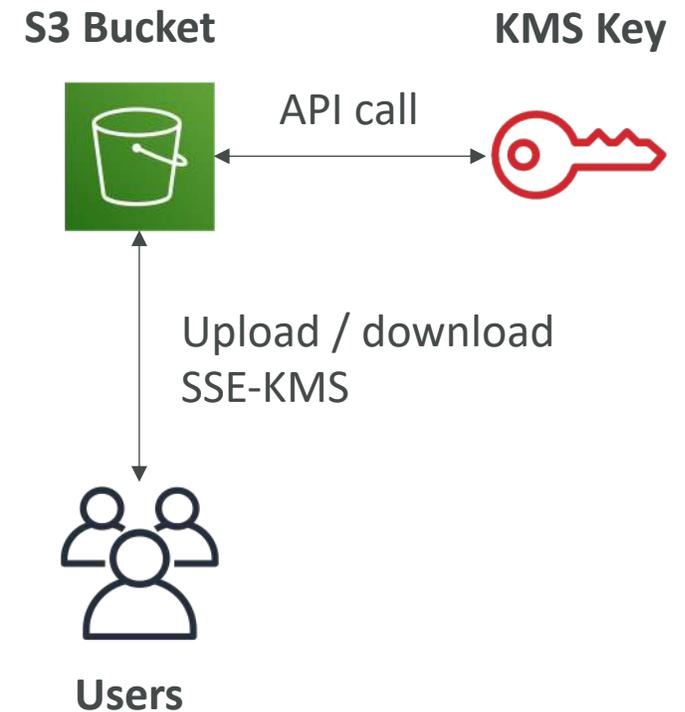 S3 Bucket
KMS Key
API call
Upload / download
SSE-KMS
Users